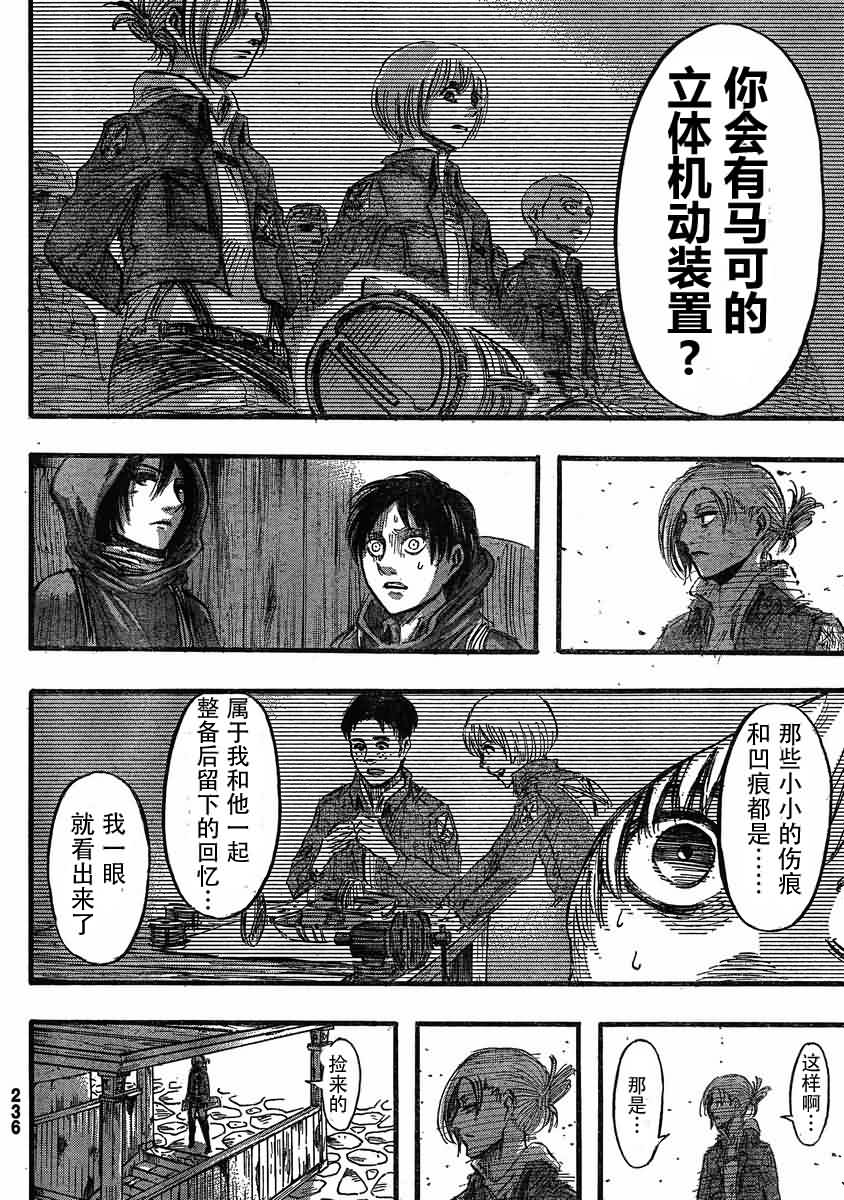 你会有马可的
立体机动装置？
那些小小的伤痕
和凹痕都是……
属于我和他一起
整备后留下的回忆…
我一眼
就看出来了
这样啊…
那是…
捡来的
236